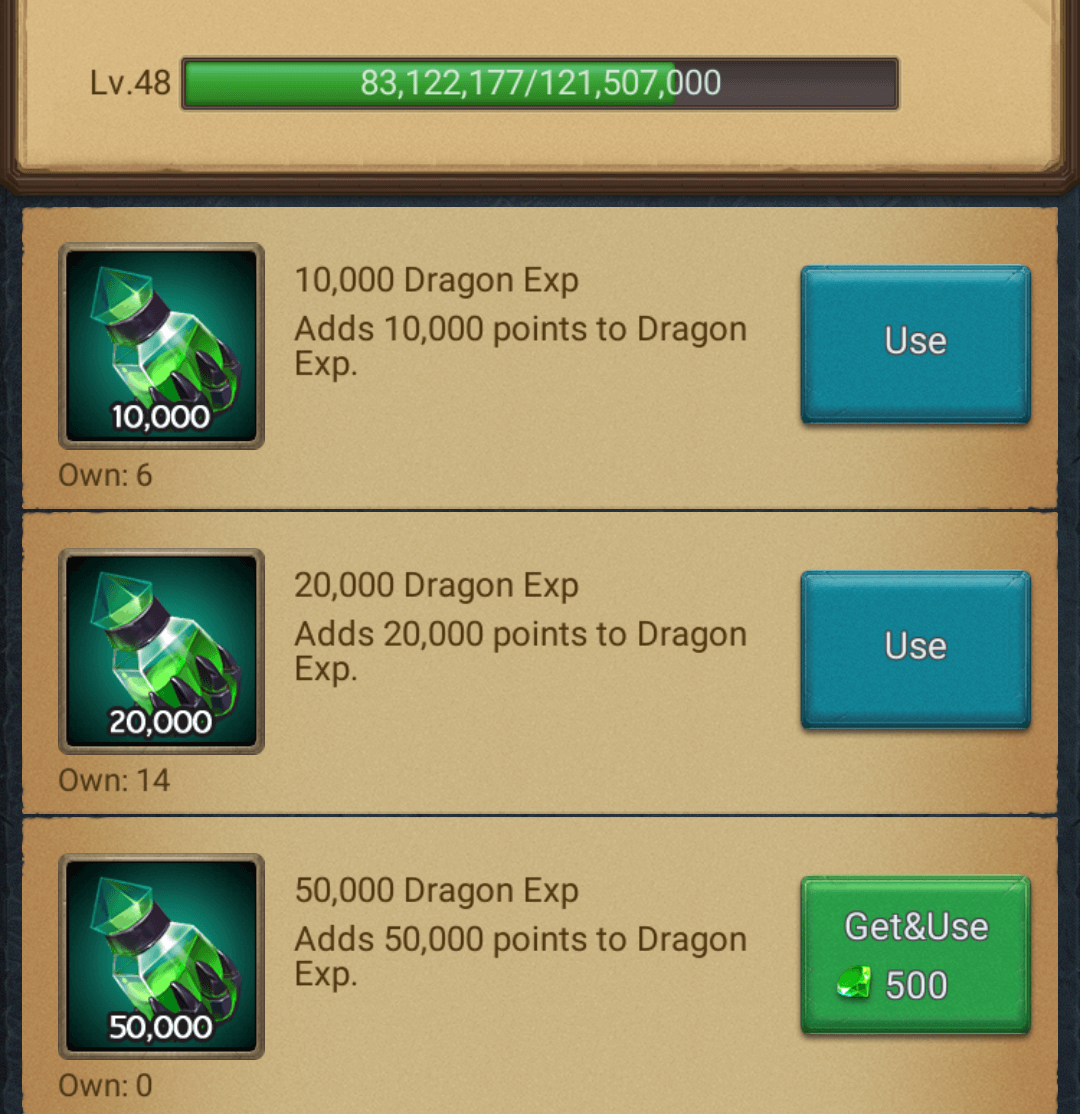 Lv.48 83,122,177/121,507,000
10,000 Dragon Exp
Adds 10,000 points to Dragon
Exp.
Use
10,000
Own: 6
20,000 Dragon Exp
Adds 20,000 points to Dragon
Exp.
Use
20,000
Own: 14
50,000 Dragon Exp
Adds 50,000 points to Dragon
Exp.
Get&Use
500
50,000
Own: 0